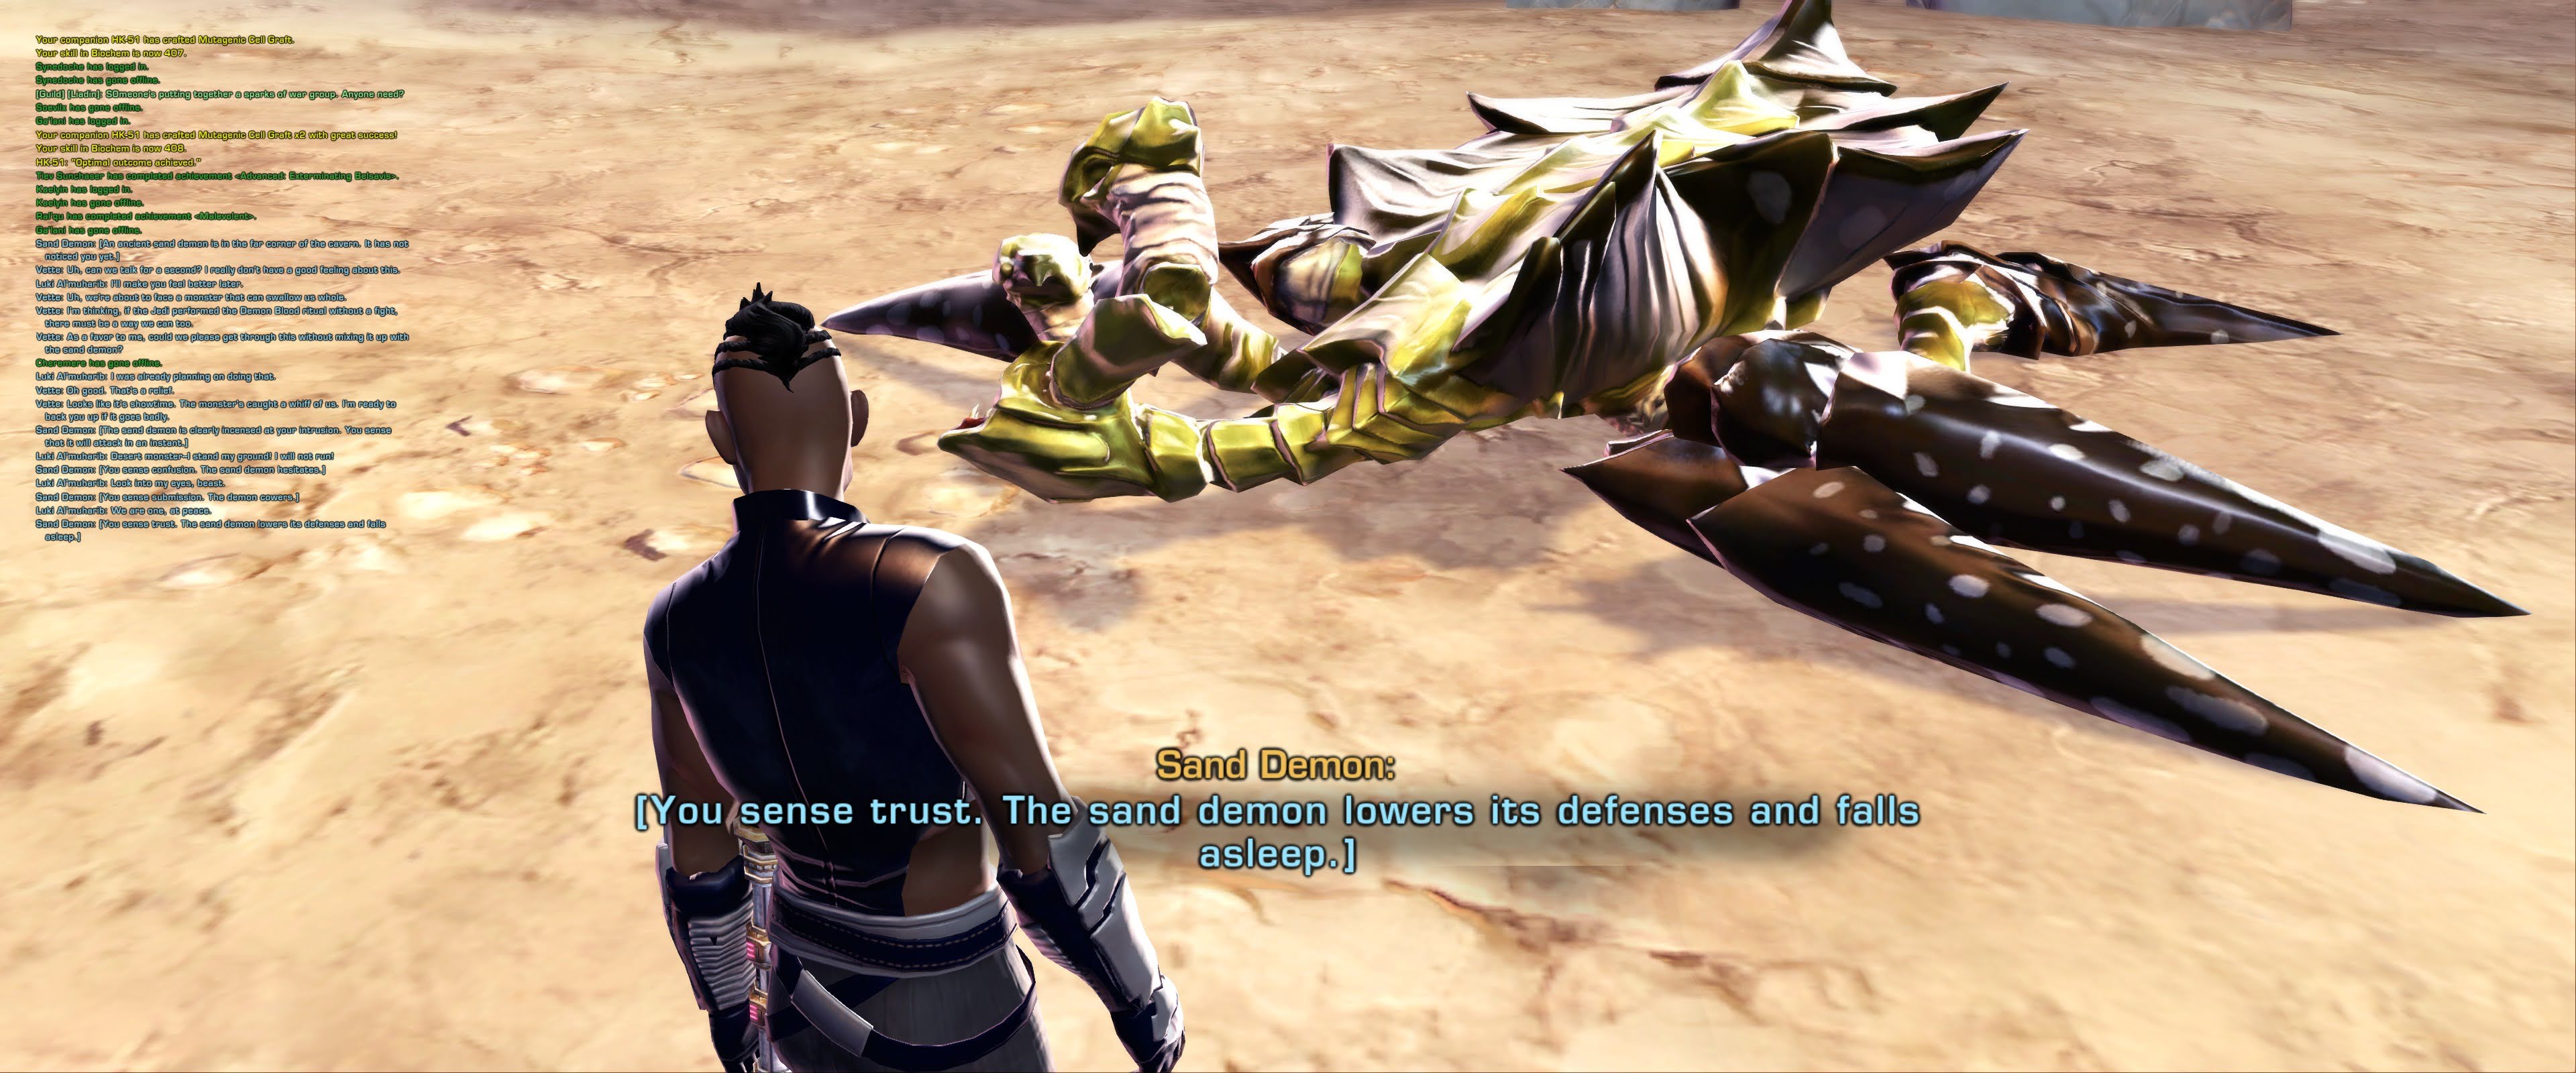 Your companion HK-51 has crafted Mutagenic Cell Graft.
Your skill in Biochem is now 407.
Synedoche has logged in.
Synedoche has gone offline.
[Guild] [Liadin]: SOmeone's putting together a sparks of war group. Anyone need?
Soevilx has gone offline.
Ga'lani has logged in.
Your companion HK-51 has crafted Mutagenic Cell Graft x2 with great success!
Your skill in Biochem is now 408.
HK-51: "Optimal outcome achieved."
Tiev Sunchaser has completed achievement <Advanced: Exterminating Belsavis>.
Kaelyin has logged in.
Kaelyin has gone offline.
has completed achievement <Malevolent>.
Ga'lani has gone offline.
Sand Demon: [An ancient sand demon is in the far corner of the cavern. It has not
noticed you yet.]
Vette: Uh, can we talk for a second? I really don't have a good feeling about this.
Luki Al'muharib: I'll make you feel better later.
Vette: Uh, we're about to face a monster that can swallow us whole.
Vette: I'm thinking, if the Jedi performed the Demon Blood ritual without a fight,
there must be a way we can too.
Vette: As a favor to me, could we please get through this without mixing it up with
the sand demon?
Cheremere has gone offline.
Luki Al'muharib: I was already planning on doing that.
Vette: Oh good. That's a relief.
Vette: Looks like it's showtime. The monster's caught a whiff of us. I'm ready to
back you up if it goes badly.
Sand Demon: [The sand demon is clearly incensed at your intrusion. You sense
that it will attack in an instant.]
Luki Al'muharib: Desert monster–I stand my ground! I will not run!
Sand Demon: [You sense confusion. The sand demon hesitates.]
Luki Al'muharib: Look into my eyes, beast.
Sand Demon: [You sense submission. The demon cowers.]
Luki Al'muharib: We are one, at peace.
Sand Demon: [You sense trust. The sand demon lowers its defenses and falls
asleep.]
Sand Demon:
[You sense trust. The sand demon lowers its defenses and falls
asleep.]